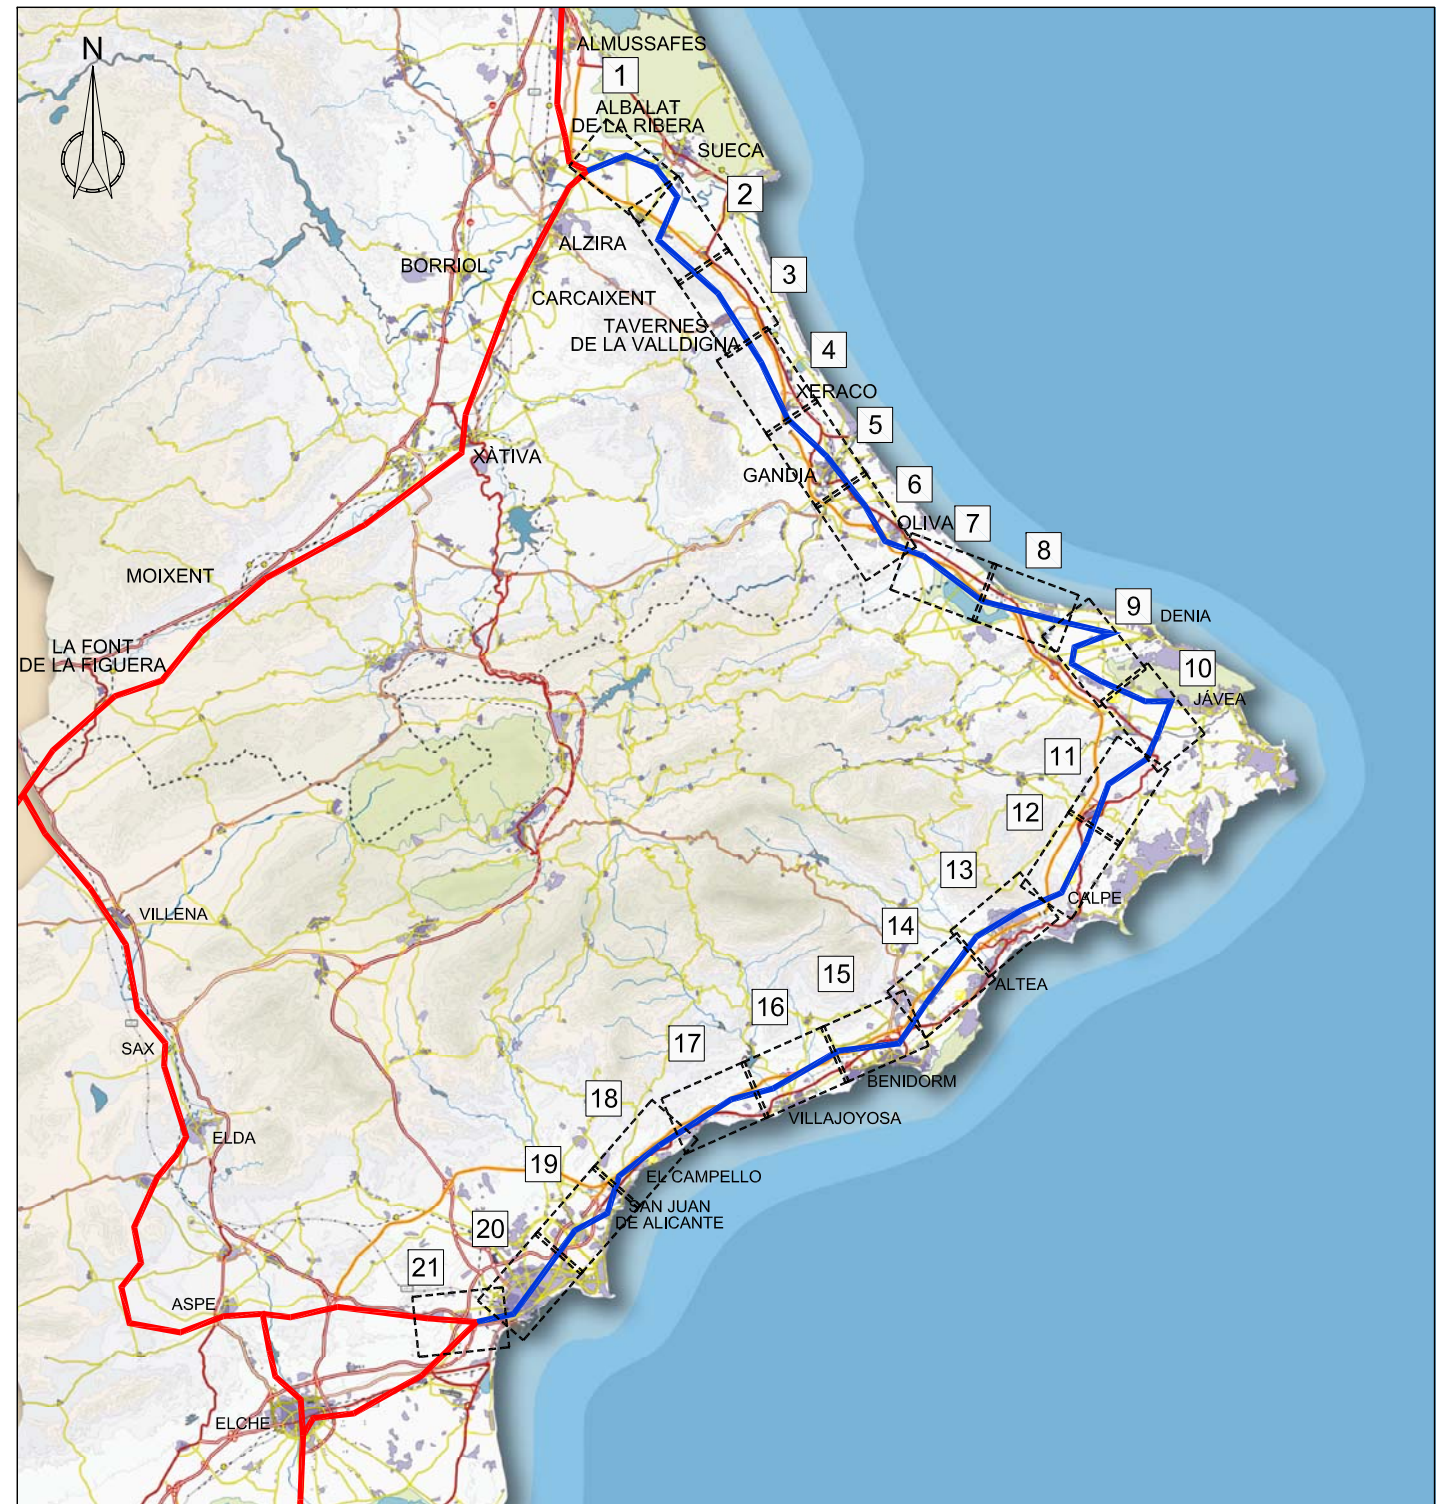 N
ALMUSSAFES
1
ALBALAT
DE LA RIBERA
SUECA
2
ALZIRA
BORRIOL
3
CARCAIXENT
TAVERNES
DE LA VALLDIGNA
4
XERACO
5
XÀTIVA
GANDIA
6
OLIVA
7
8
MOIXENT
9
DENIA
LA FONT
DE LA FIGUERA
10
JÁVEA
11
12
13
CALPE
VILLENA
14
ALTEA
15
16
SAX
17
BENIDORM
18
VILLAJOYOSA
ELDA
19
EL CAMPELLO
SAN JUAN
DE ALICANTE
20
21
ASPE
ELCHE